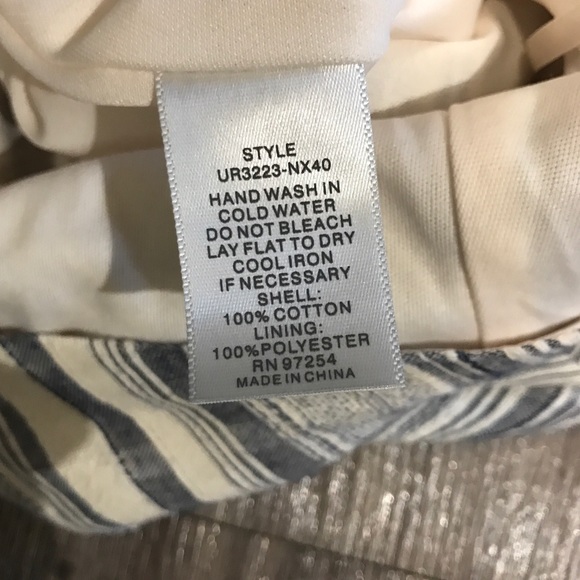 STYLE
UR3223-NX40
HAND WASH IN
COLD WATER
DO NOT BLEACH
LAY FLAT TO DRY
COOL IRON
IF NECESSARY
SHELL:
100% COTTON
LINING:
100%POLYESTER
RN 97254
MADE IN CHINA